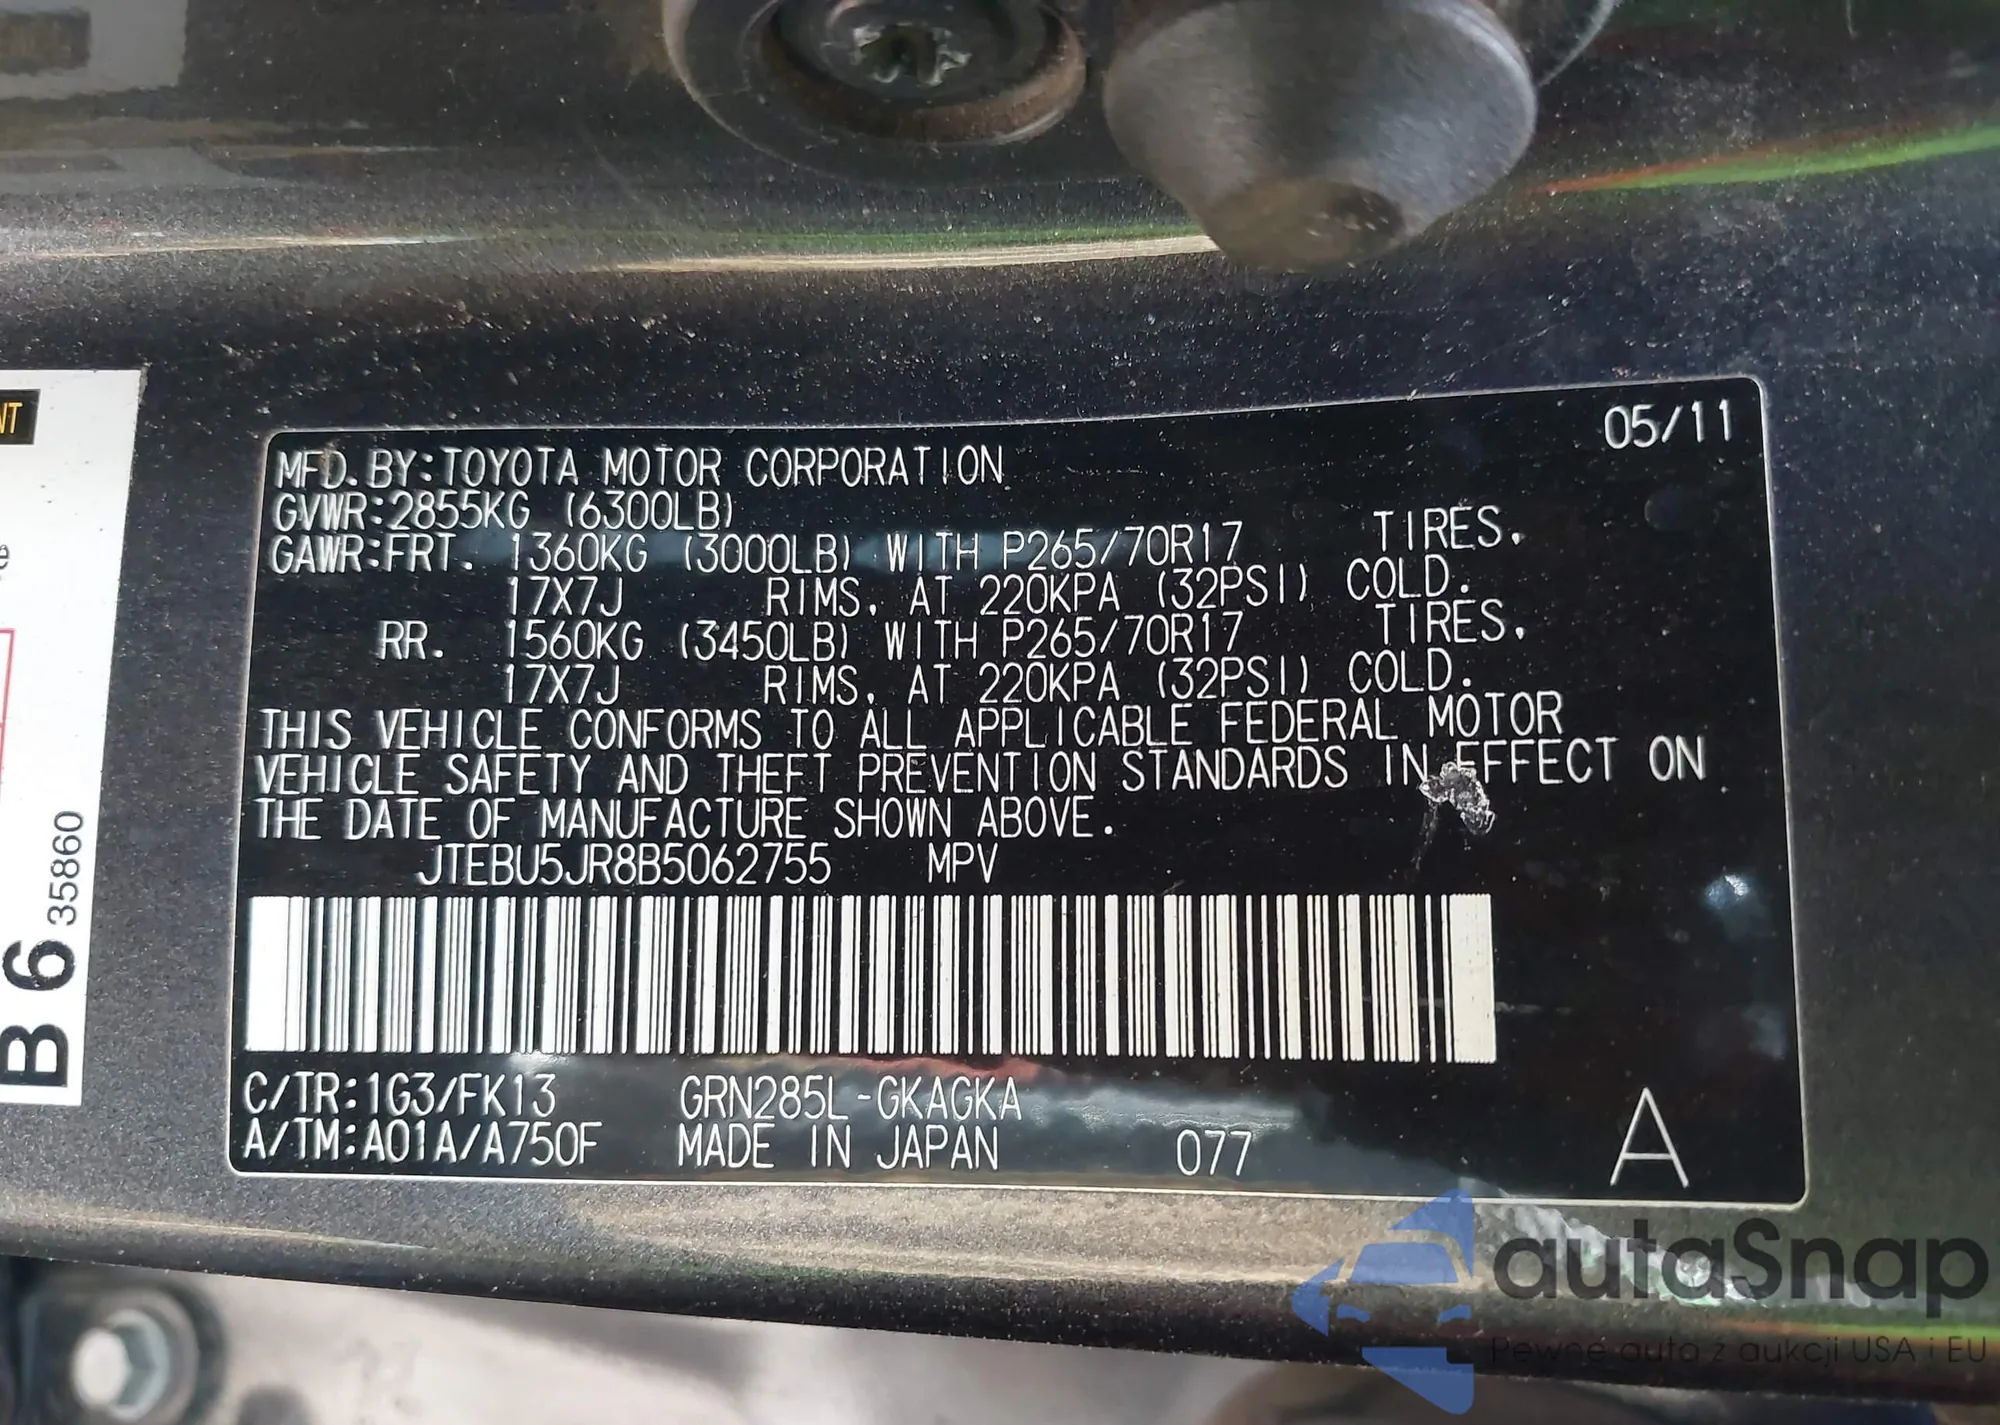 05/11
MFD.BY:TOYOTA MOTOR CORPORATION
GVWR:2855KG (6300LB)
GAWR:FRT. 1360KG (3000LB) WITH P265/70R17 TIRES.
17X7J RIMS, AT 220KPA (32PSI) COLD.
RR. 1560KG (3450LB) WITH P265/70R17 TIRES.
17X7J RIMS, AT 220KPA (32PSI) COLD.
THIS VEHICLE CONFORMS TO ALL APPLICABLE FEDERAL MOTOR
VEHICLE SAFETY AND THEFT PREVENTION STANDARDS IN EFFECT ON
THE DATE OF MANUFACTURE SHOWN ABOVE.
JTEBU5JR8B5062755 MPV
C/TR:1G3/FK13 GRN285L-GKAGKA
A/TM:A01A/A750F MADE IN JAPAN 077 A
NT
e
B6 35860
autaSnap
Pewne auta z aukcji USA i EU